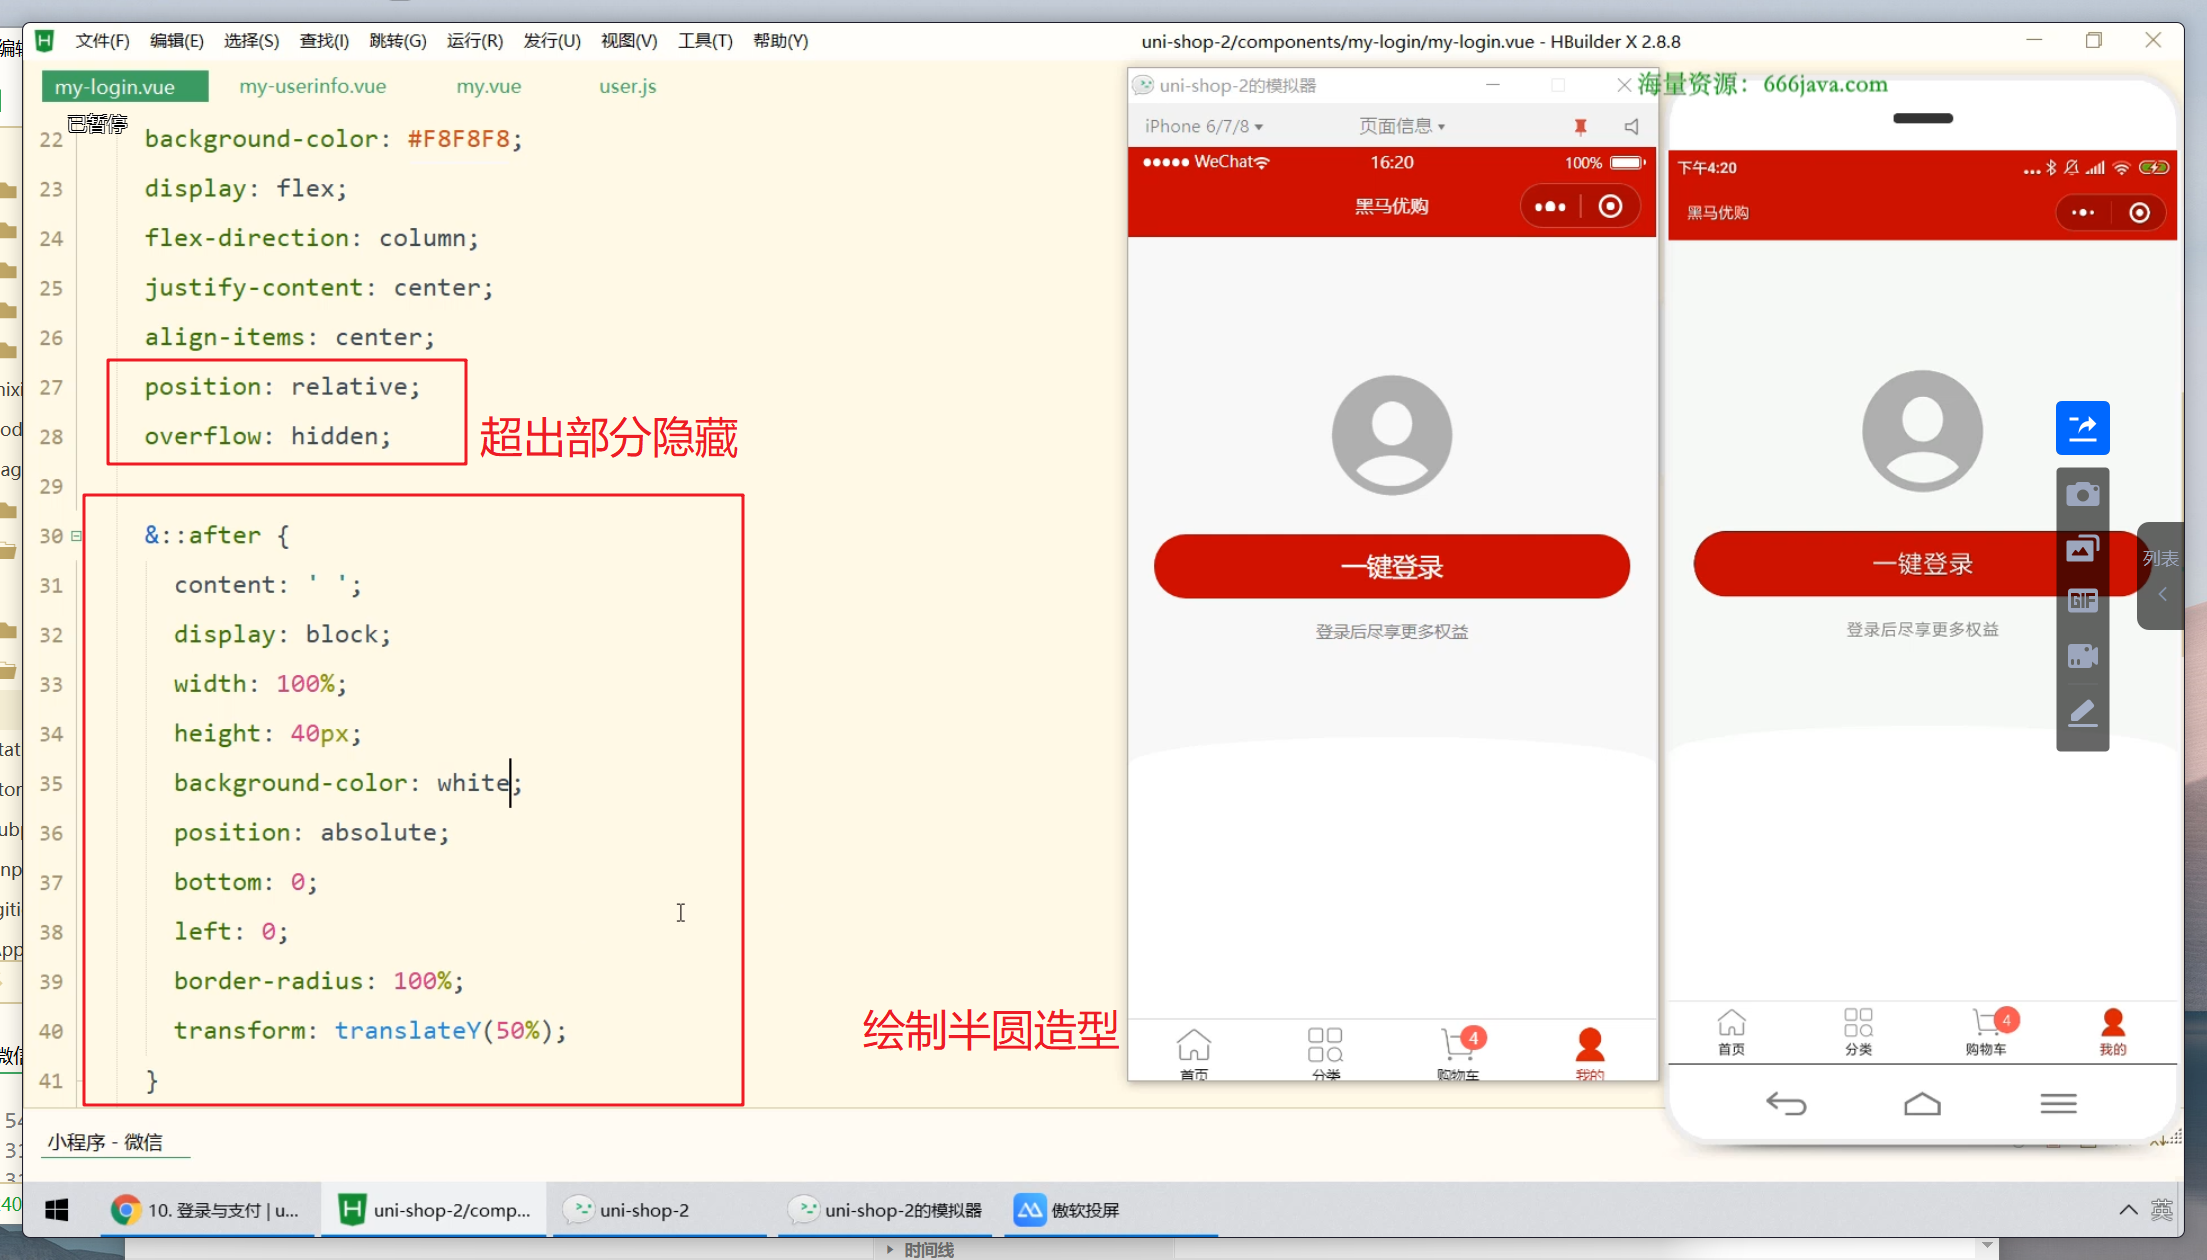 文件(F) 编辑(E) 选择(S) 查找(I) 跳转(G) 运行(R) 发行(U) 视图(V) 工具(T) 帮助(Y)
uni-shop-2/components/my-login/my-login.vue - HBuilder X 2.8.8
my-login.vue my-userinfo.vue my.vue user.js
已暂停
22 background-color: #F8F8F8;
23 display: flex;
24 flex-direction: column;
25 justify-content: center;
26 align-items: center;
27 position: relative;
28 overflow: hidden;
超出部分隐藏
29
30 &::after {
31 content: ' ';
32 display: block;
33 width: 100%;
34 height: 40px;
35 background-color: white;
36 position: absolute;
37 bottom: 0;
38 left: 0;
39 border-radius: 100%;
40 transform: translateY(50%);
41 }
绘制半圆造型
uni-shop-2的模拟器
iPhone 6/7/8 页面信息
WeChat 16:20 100%
黑马优购
一键登录
登录后尽享更多权益
4
首页 分类 购物车 我的
海量资源：666java.com
下午4:20
黑马优购
一键登录
登录后尽享更多权益
GIF
列表
4
首页 分类 购物车 我的
小程序 - 微信
10. 登录与支付 | u...
uni-shop-2/comp...
uni-shop-2
uni-shop-2的模拟器
傲软投屏
英
时间线